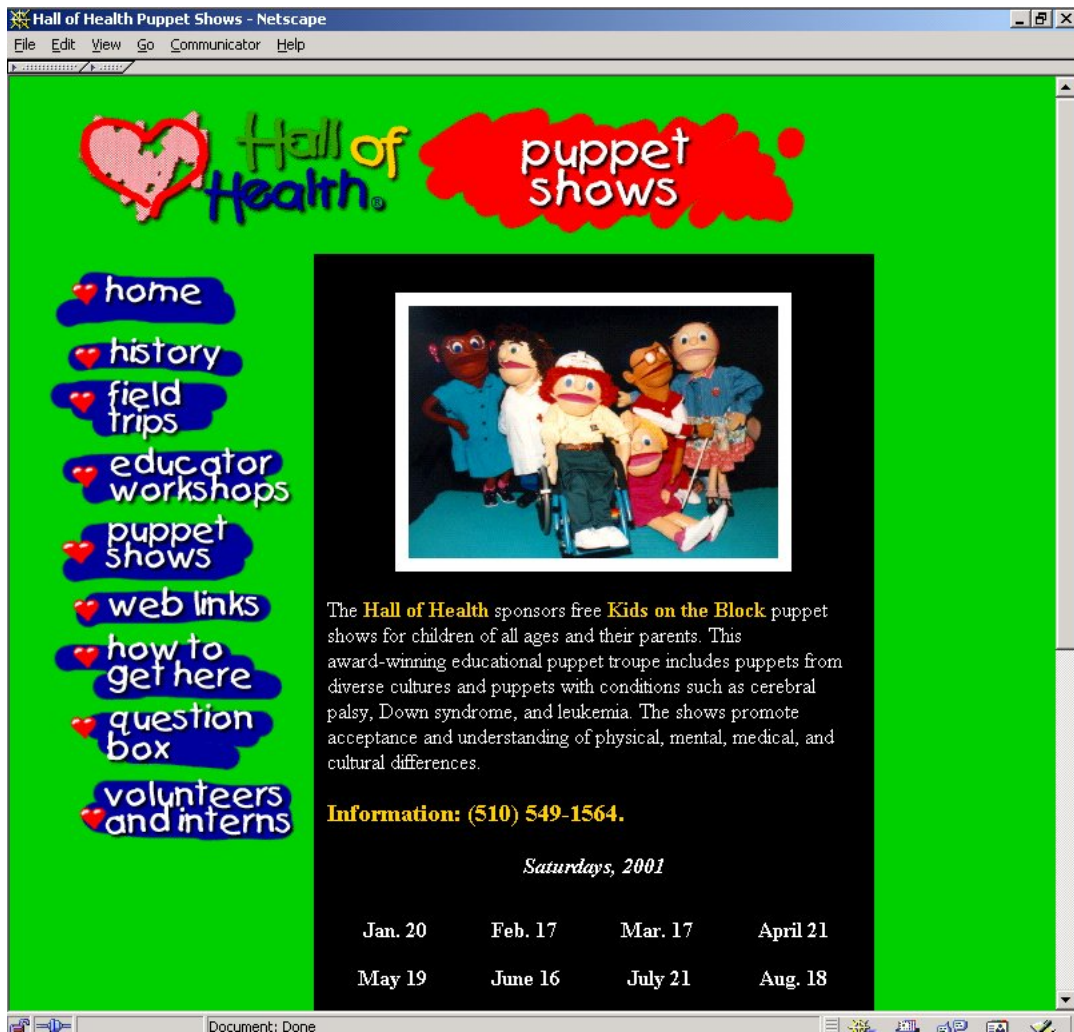 Hall of Health Puppet Shows - Netscape
File Edit View Go Communicator Help
Hall of
Health®
puppet
shows
home
history
field
trips
educator
workshops
puppet
shows
web links
how to
get here
question
box
volunteers
and interns
The Hall of Health sponsors free Kids on the Block puppet
shows for children of all ages and their parents. This
award-winning educational puppet troupe includes puppets from
diverse cultures and puppets with conditions such as cerebral
palsy, Down syndrome, and leukemia. The shows promote
acceptance and understanding of physical, mental, medical, and
cultural differences.
Information: (510) 549-1564.
Saturdays, 2001
Jan. 20 Feb. 17 Mar. 17 April 21
May 19 June 16 July 21 Aug. 18
Document: Done